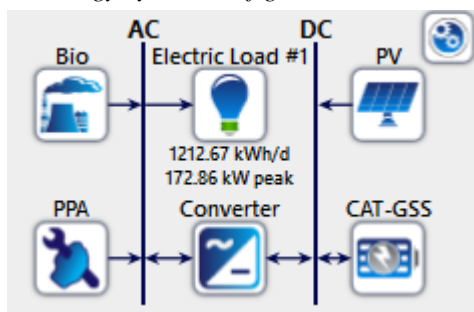 AC DC
Bio Electric Load #1 PV
1212.67 kWh/d
172.86 kW peak
PPA Converter CAT-GSS